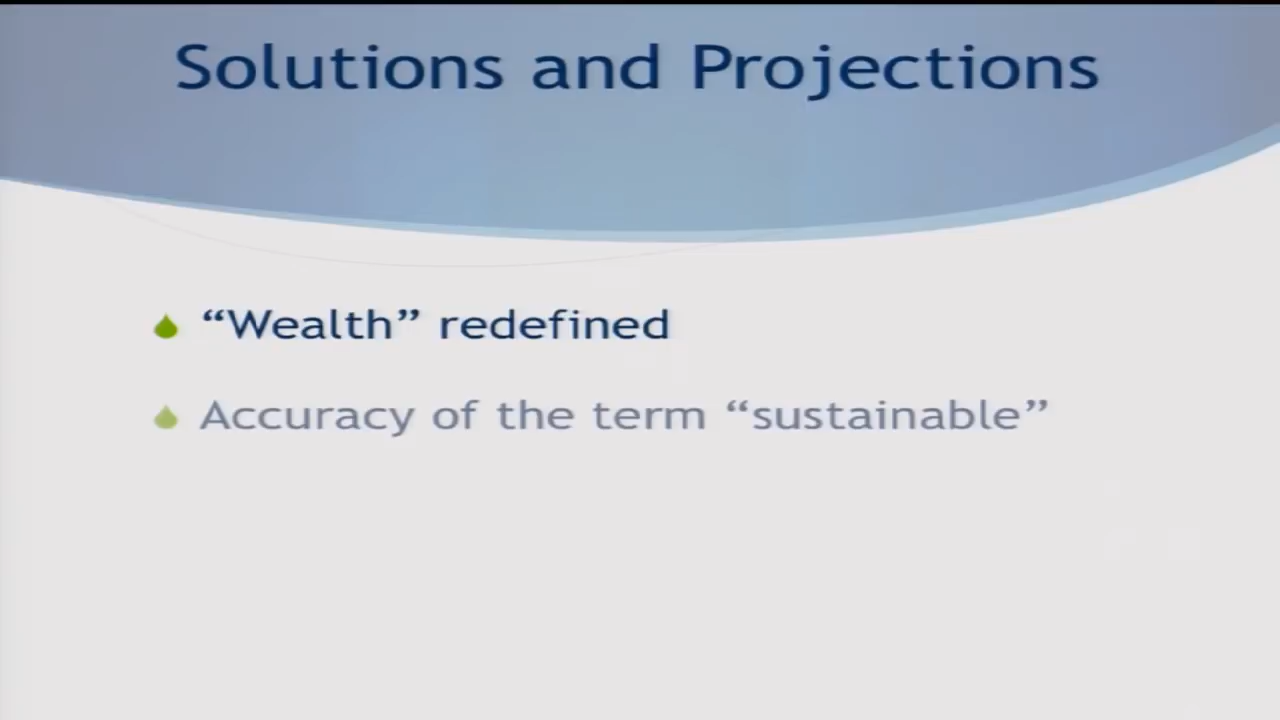 Solutions and Projections
“Wealth” redefined
Accuracy of the term “sustainable”